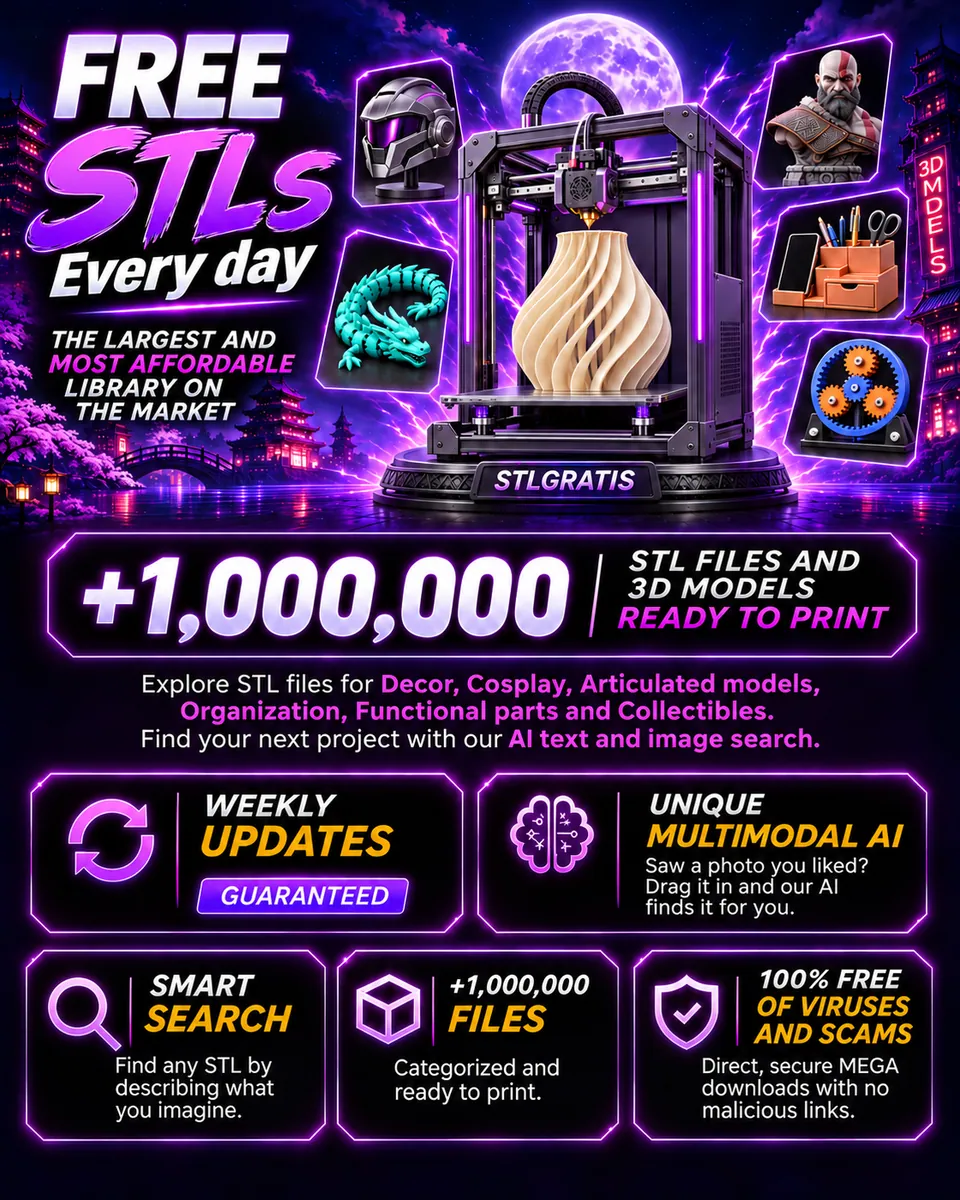 FREE
STLs
Every day
THE LARGEST AND
MOST AFFORDABLE
LIBRARY ON
THE MARKET
3D
MDELS
STLGRATIS
+1,000,000
STL FILES AND
3D MODELS
READY TO PRINT
Explore STL files for Decor, Cosplay, Articulated models,
Organization, Functional parts and Collectibles.
Find your next project with our AI text and image search.
WEEKLY
UPDATES
GUARANTEED
UNIQUE
MULTIMODAL AI
Saw a photo you liked?
Drag it in and our AI
finds it for you.
SMART
SEARCH
Find any STL by
describing what
you imagine.
+1,000,000
FILES
Categorized and
ready to print.
100% FREE
OF VIRUSES
AND SCAMS
Direct, secure MEGA
downloads with no
malicious links.